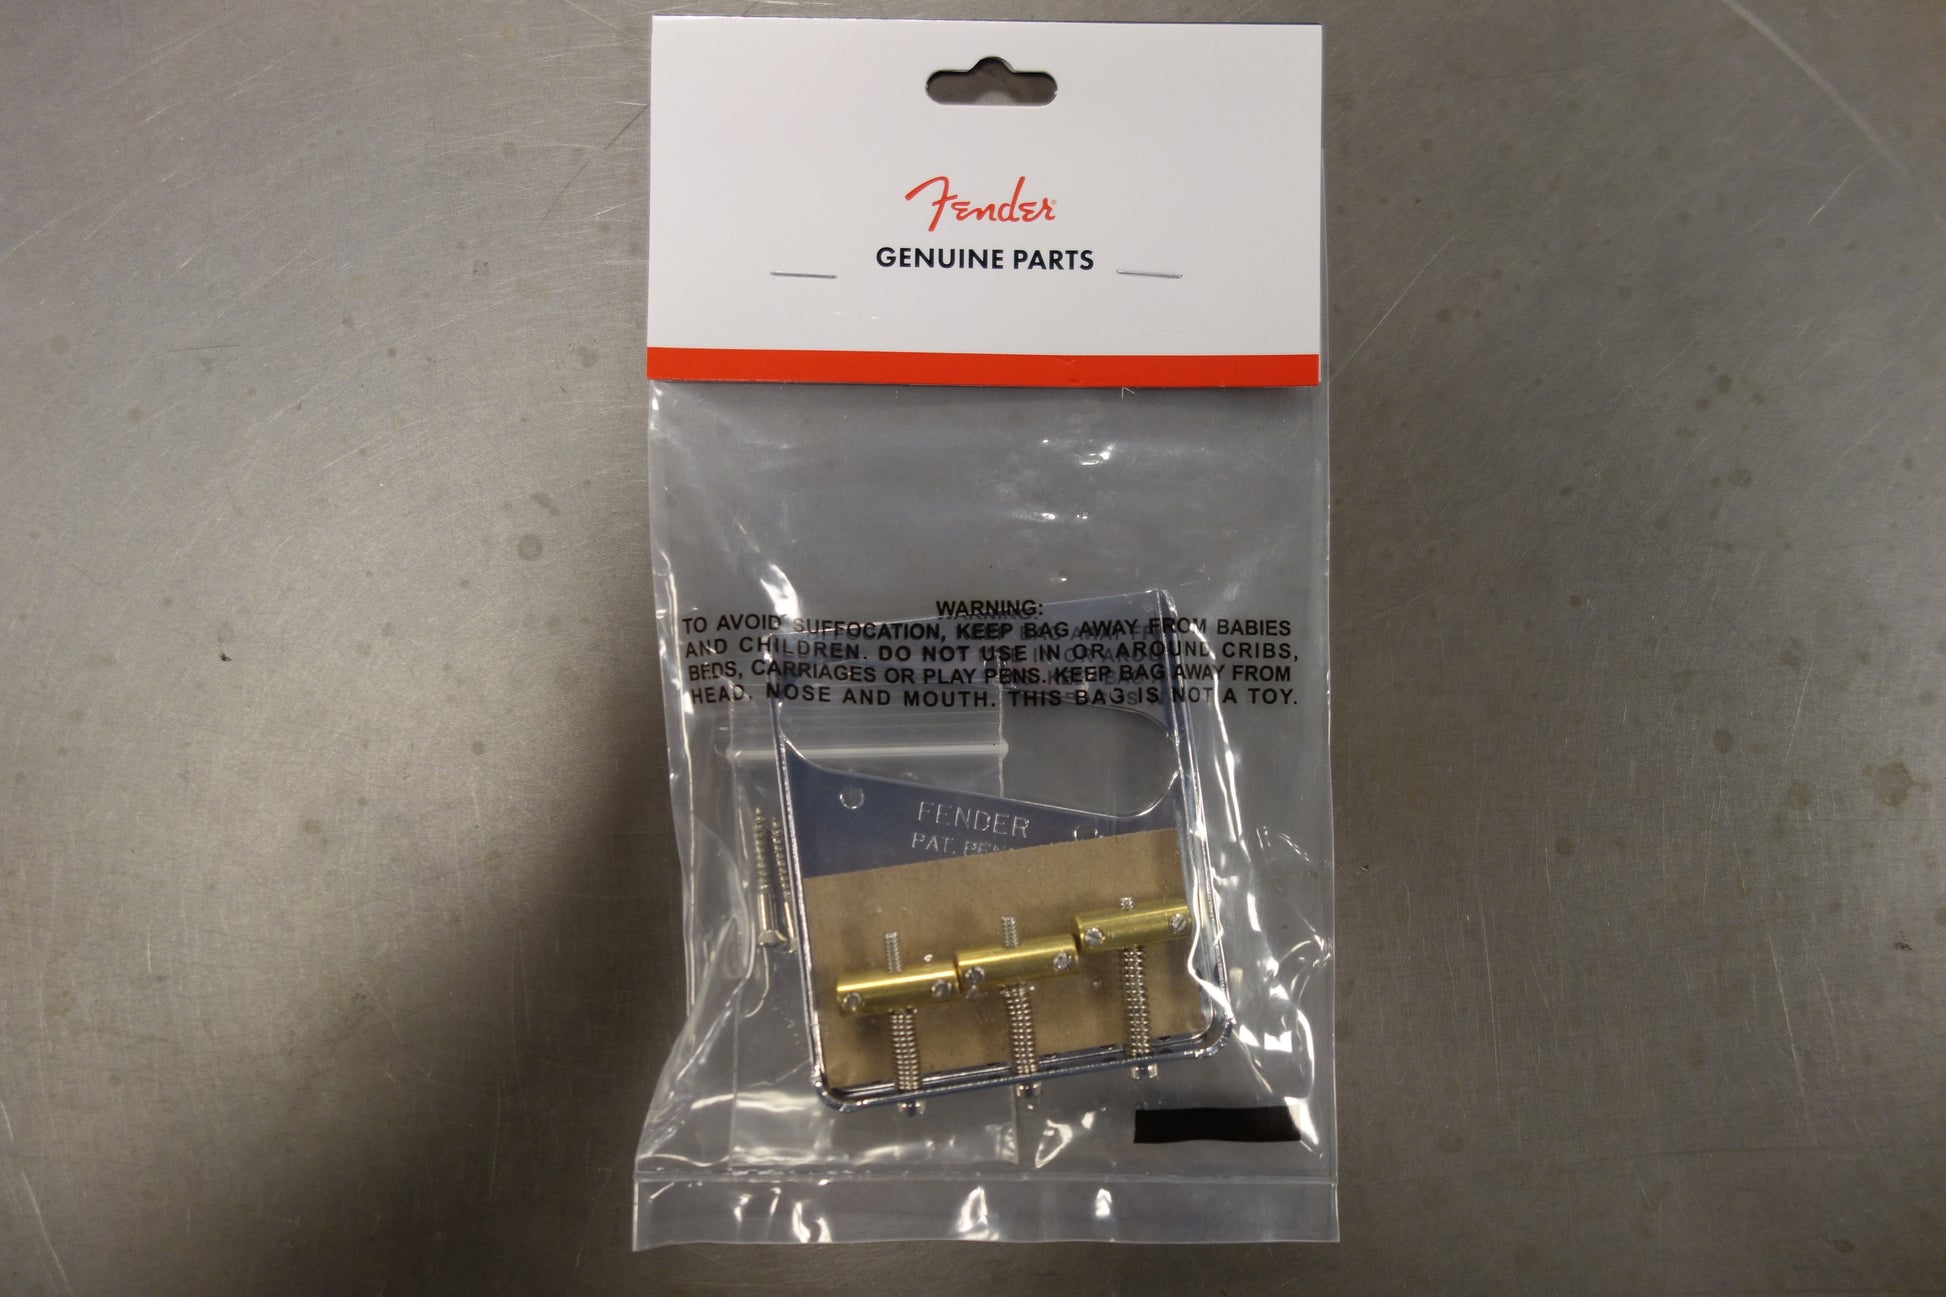 Fender
GENUINE PARTS
WARNING:
TO AVOID SUFFOCATION, KEEP BAG AWAY FROM BABIES
AND CHILDREN. DO NOT USE IN OR AROUND CRIBS,
BEDS, CARRIAGES OR PLAY PENS. KEEP BAG AWAY FROM
HEAD, NOSE AND MOUTH. THIS BAG IS NOT A TOY.
FENDER
PAT.